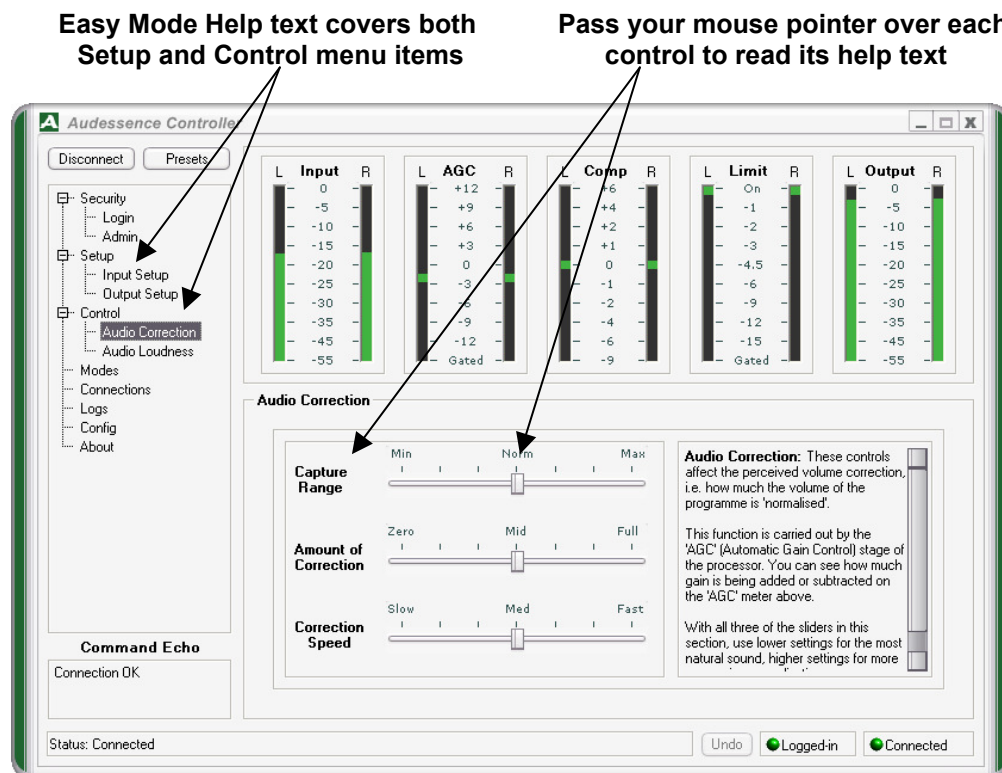 Easy Mode Help text covers both
Setup and Control menu items
Pass your mouse pointer over each
control to read its help text
Audessence Controller
Disconnect
Presets
Security
Login
Admin
Setup
Input Setup
Output Setup
Control
Audio Correction
Audio Loudness
Modes
Connections
Logs
Config
About
Command Echo
Connection OK
L Input R
0
-5
-10
-15
-20
-25
-30
-35
-45
-55
L AGC R
+12
+9
+6
+3
0
-3
-6
-9
-12
Gated
L Comp R
+6
+4
+2
+1
0
-1
-2
-4
-6
-9
L Limit R
On
-1
-2
-3
-4.5
-6
-9
-12
-15
Gated
L Output R
0
-5
-10
-15
-20
-25
-30
-35
-45
-55
Audio Correction
Min Norm Max
Capture
Range
Zero Mid Full
Amount of
Correction
Slow Med Fast
Correction
Speed
Audio Correction: These controls
affect the perceived volume correction,
i.e. how much the volume of the
programme is 'normalised'.
This function is carried out by the
'AGC' (Automatic Gain Control) stage of
the processor. You can see how much
gain is being added or subtracted on
the 'AGC' meter above.
With all three of the sliders in this
section, use lower settings for the most
natural sound, higher settings for more
Status: Connected
Undo
Logged-in
Connected